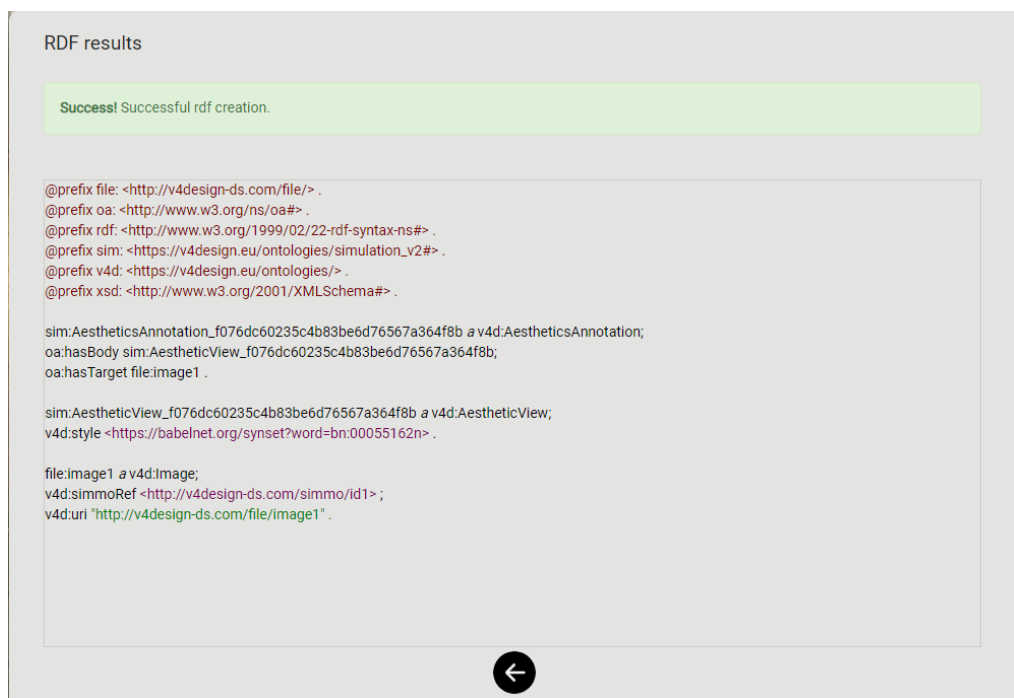 RDF results
Success! Successful rdf creation.
@prefix file: <http://v4design-ds.com/file/> .
@prefix oa: <http://www.w3.org/ns/oa#> .
@prefix rdf: <http://www.w3.org/1999/02/22-rdf-syntax-ns#> .
@prefix sim: <https://v4design.eu/ontologies/simulation_v2#> .
@prefix v4d: <https://v4design.eu/ontologies/> .
@prefix xsd: <http://www.w3.org/2001/XMLSchema#> .
sim:AestheticsAnnotation_f076dc60235c4b83be6d76567a364f8b a v4d:AestheticsAnnotation;
oa:hasBody sim:AestheticView_f076dc60235c4b83be6d76567a364f8b;
oa:hasTarget file:image1 .
sim:AestheticView_f076dc60235c4b83be6d76567a364f8b a v4d:AestheticView;
v4d:style <https://babelnet.org/synset?word=bn:00055162n> .
file:image1 a v4d:Image;
v4d:simmoRef <http://v4design-ds.com/simmo/id1> ;
v4d:uri "http://v4design-ds.com/file/image1" .